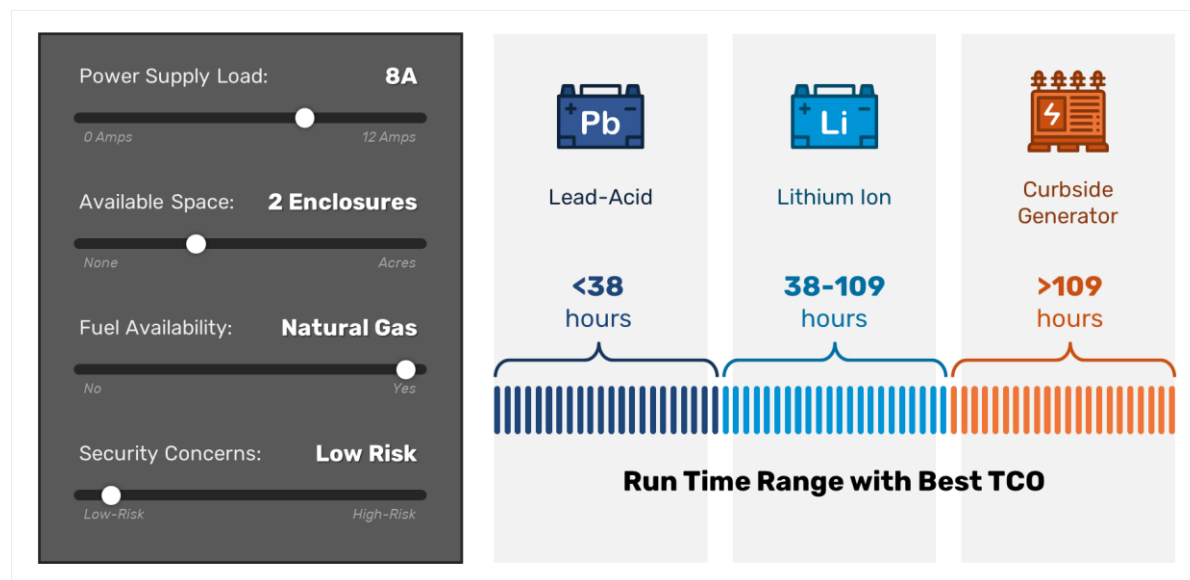 Power Supply Load: 8A
0 Amps 12 Amps
Available Space: 2 Enclosures
None Acres
Fuel Availability: Natural Gas
No Yes
Security Concerns: Low Risk
Low-Risk High-Risk
+ Pb -
Lead-Acid
<38
hours
+ Li -
Lithium Ion
38-109
hours
Curbside
Generator
>109
hours
Run Time Range with Best TCO